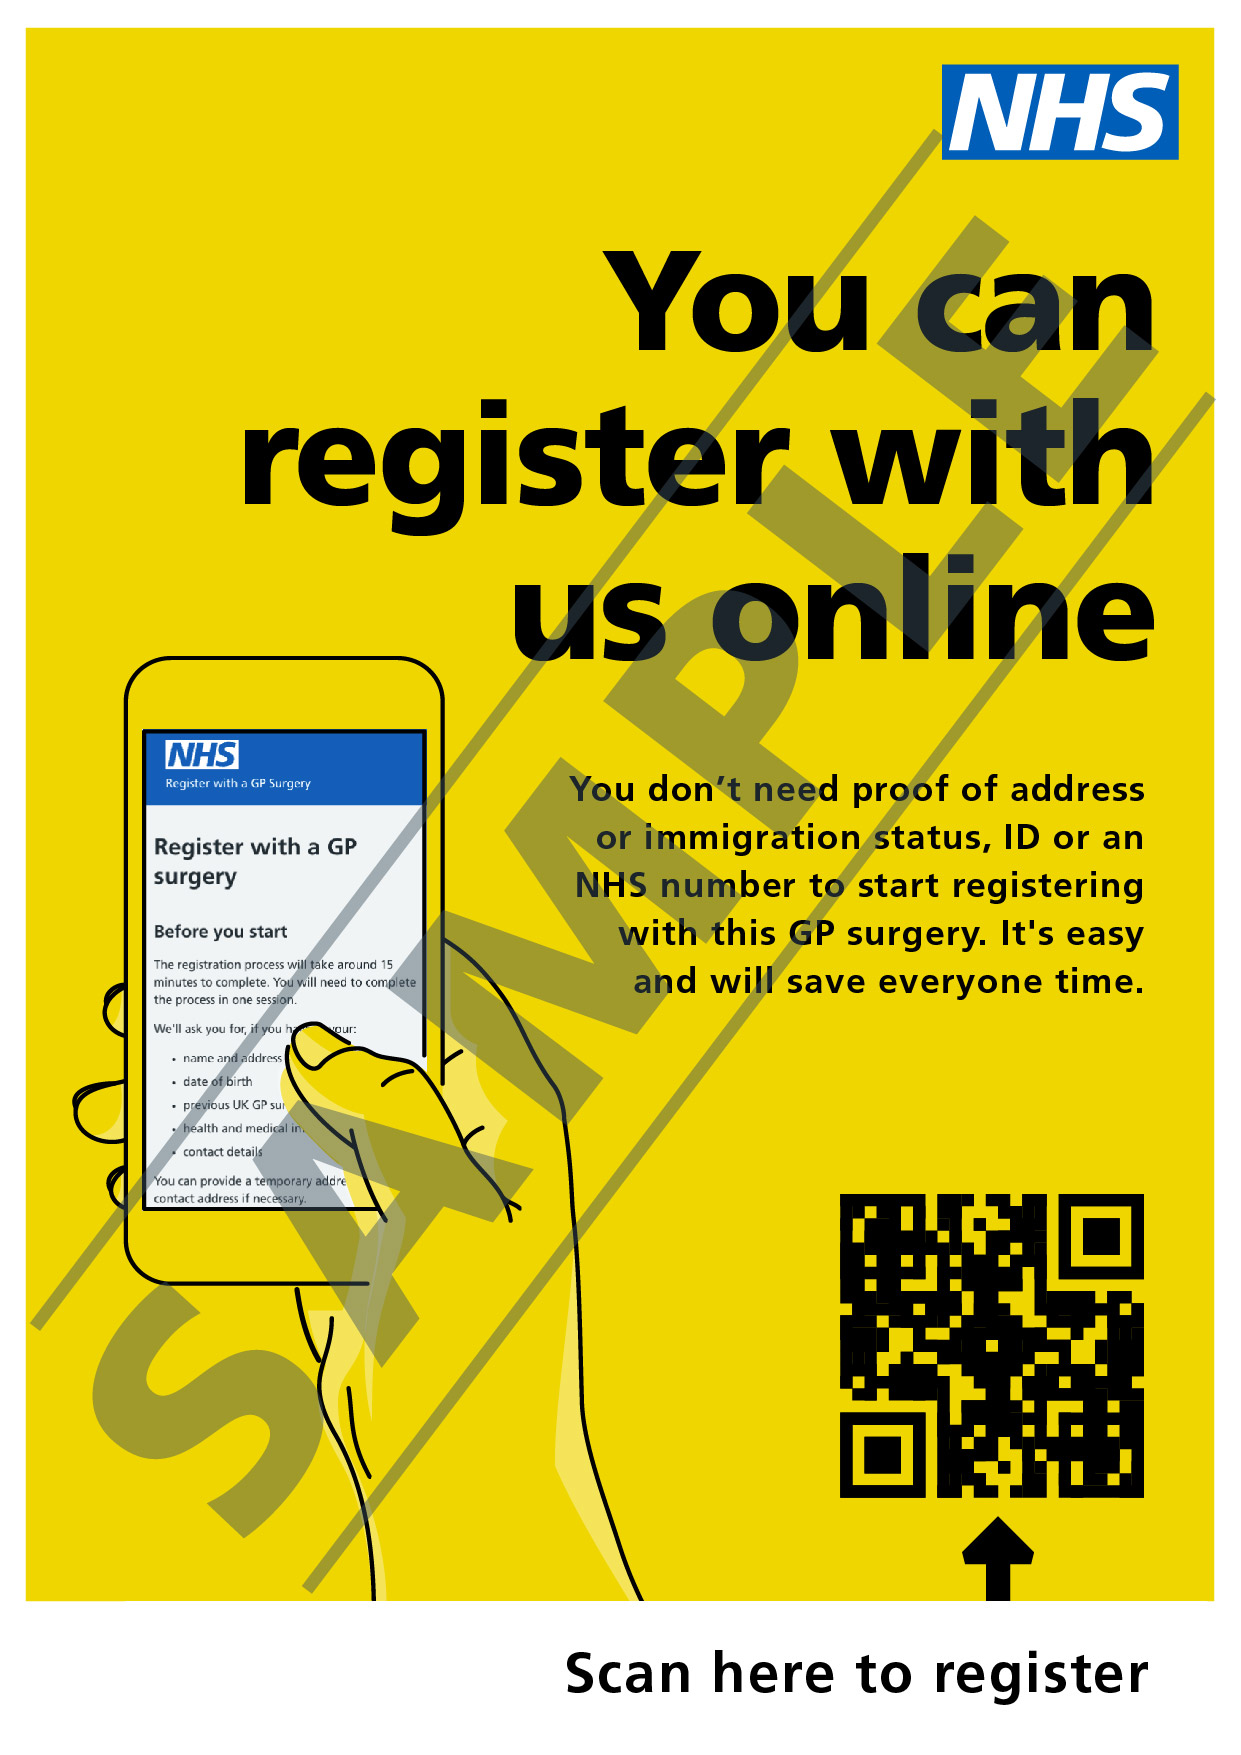 NHS
You can
register with
us online
NHS
Register with a GP Surgery
Register with a GP
surgery
Before you start
The registration process will take around 15
minutes to complete. You will need to complete
the process in one session.
We'll ask you for, if you your:
• name and address
• date of birth
• previous UK GP
• health and medical
• contact details
You can provide a temporary
contact address if necessary.
You don’t need proof of address
or immigration status, ID or an
NHS number to start registering
with this GP surgery. It's easy
and will save everyone time.
SAMPLE
Scan here to register